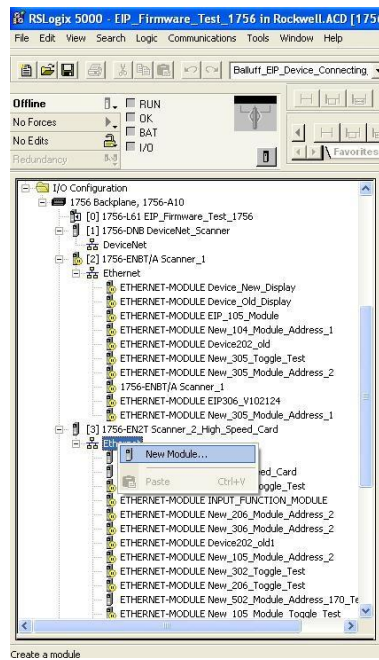 RSLogix 5000 - EIP_Firmware_Test_1756 in Rockwell.ACD [175
File Edit View Search Logic Communications Tools Window Help
Balluff_EIP_Device_Connecting,
Offline
RUN
No Forces
OK
BAT
No Edits
I/O
Redundancy
Favorites
I/O Configuration
1756 Backplane, 1756-A10
[0] 1756-L61 EIP_Firmware_Test_1756
[1] 1756-DNB DeviceNet_Scanner
DeviceNet
[2] 1756-ENBT/A Scanner_1
Ethernet
ETHERNET-MODULE Device_New_Display
ETHERNET-MODULE Device_Old_Display
ETHERNET-MODULE EIP_105_Module
ETHERNET-MODULE New_104_Module_Address_1
ETHERNET-MODULE Device202_old
ETHERNET-MODULE New_305_Toggle_Test
ETHERNET-MODULE New_305_Module_Address_2
1756-ENBT/A Scanner_1
ETHERNET-MODULE EIP306_V102124
ETHERNET-MODULE New_305_Module_Address_1
[3] 1756-EN2T Scanner_2_High_Speed_Card
New Module...
ed_Card
Paste Ctrl+V
oggle_Test
ETHERNET-MODULE INPUT_FUNCTION_MODULE
ETHERNET-MODULE New_206_Module_Address_2
ETHERNET-MODULE New_306_Module_Address_2
ETHERNET-MODULE Device202_old1
ETHERNET-MODULE New_105_Module_Address_2
ETHERNET-MODULE New_302_Toggle_Test
ETHERNET-MODULE New_206_Toggle_Test
ETHERNET-MODULE New_502_Module_Address_170_Te
ETHERNET-MODULE New_105_Module_Toggle_Test
Create a module